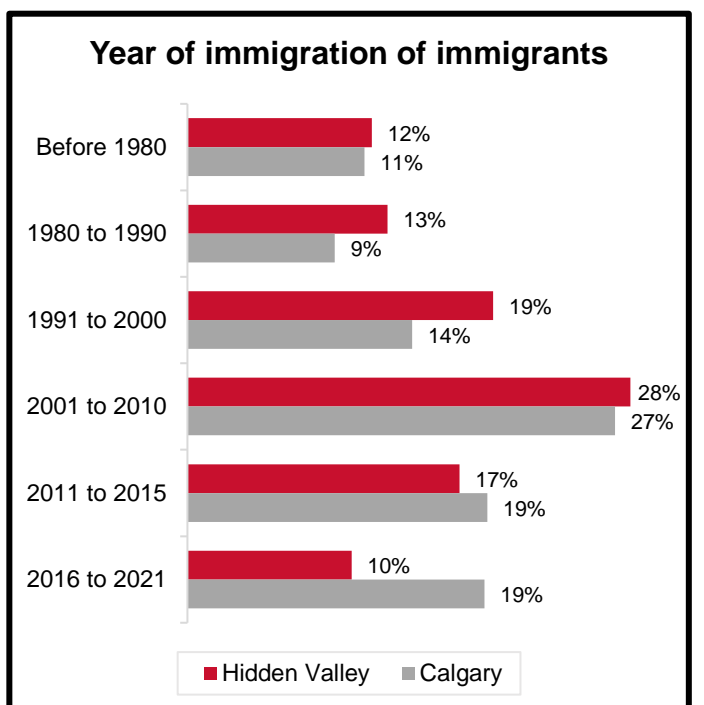 Year of immigration of immigrants
Before 1980
12%
11%
1980 to 1990
13%
9%
1991 to 2000
19%
14%
2001 to 2010
28%
27%
2011 to 2015
17%
19%
2016 to 2021
10%
19%
Hidden Valley Calgary